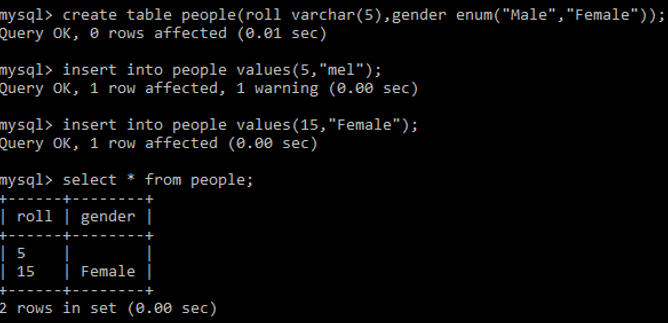 mysql> create table people(roll varchar(5),gender enum("Male","Female"));
Query OK, 0 rows affected (0.01 sec)
mysql> insert into people values(5,"mel");
Query OK, 1 row affected, 1 warning (0.00 sec)
mysql> insert into people values(15,"Female");
Query OK, 1 row affected (0.00 sec)
mysql> select * from people;
+------+--------+
| roll | gender |
+------+--------+
| 5    |        |
| 15   | Female |
+------+--------+
2 rows in set (0.00 sec)